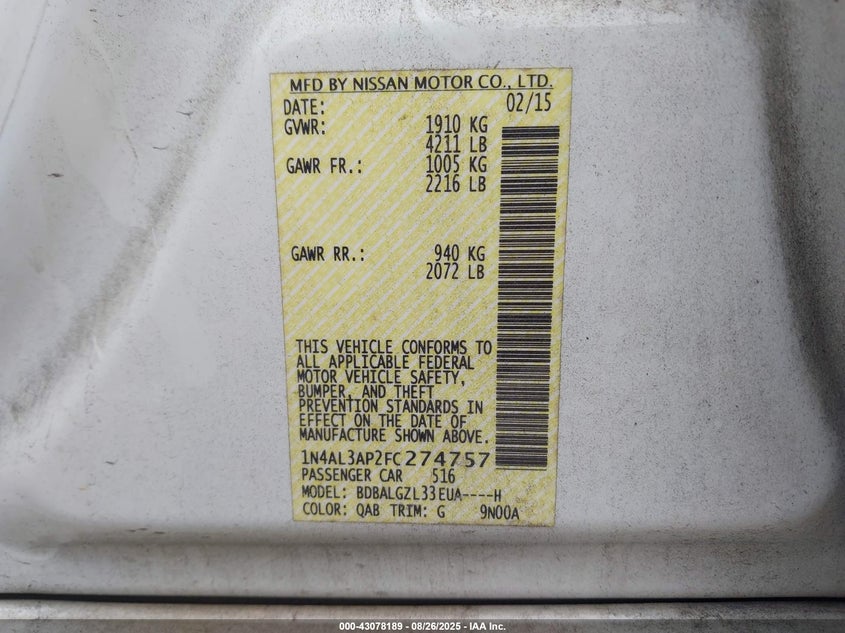 MFD BY NISSAN MOTOR CO., LTD.
DATE: 02/15
GVWR: 1910 KG
4211 LB
GAWR FR.: 1005 KG
2216 LB
GAWR RR.: 940 KG
2072 LB
THIS VEHICLE CONFORMS TO
ALL APPLICABLE FEDERAL
MOTOR VEHICLE SAFETY,
BUMPER, AND THEFT
PREVENTION STANDARDS IN
EFFECT ON THE DATE OF
MANUFACTURE SHOWN ABOVE.
1N4AL3AP2FC274757
PASSENGER CAR 516
MODEL: BDBALGZL33EUA----H
COLOR: QAB TRIM: G 9N00A
000-43078189 - 08/26/2025 - IAA Inc.